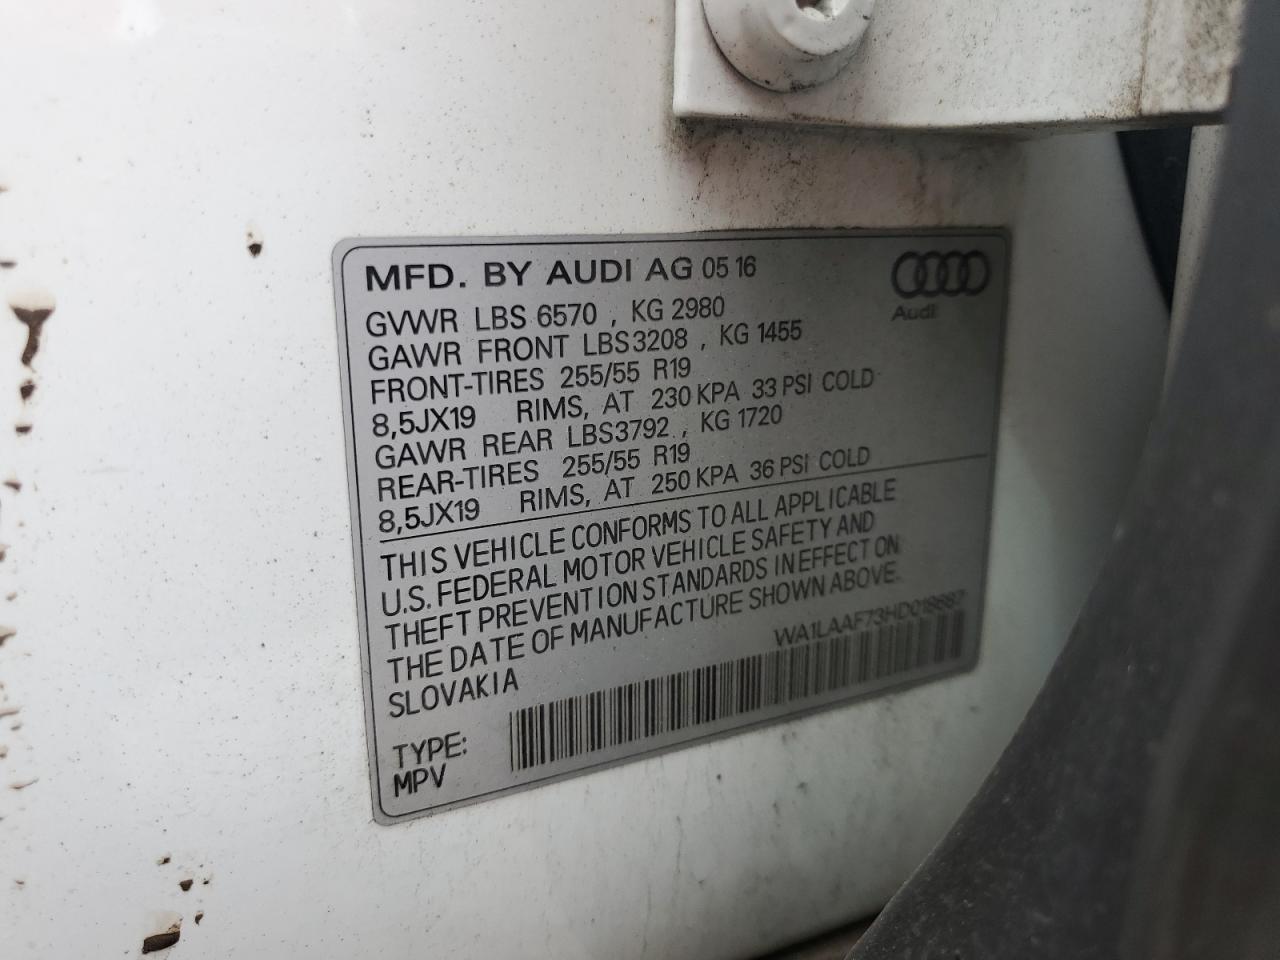 MFD. BY AUDI AG 05 16
Audi
GVWR LBS 6570 , KG 2980
GAWR FRONT LBS3208 , KG 1455
FRONT-TIRES 255/55 R19
8,5JX19 RIMS, AT 230 KPA 33 PSI COLD
GAWR REAR LBS3792 , KG 1720
REAR-TIRES 255/55 R19
8,5JX19 RIMS, AT 250 KPA 36 PSI COLD
THIS VEHICLE CONFORMS TO ALL APPLICABLE
U.S. FEDERAL MOTOR VEHICLE SAFETY AND
THEFT PREVENTION STANDARDS IN EFFECT ON
THE DATE OF MANUFACTURE SHOWN ABOVE.
SLOVAKIA
WA1LAAF73HD018687
TYPE:
MPV